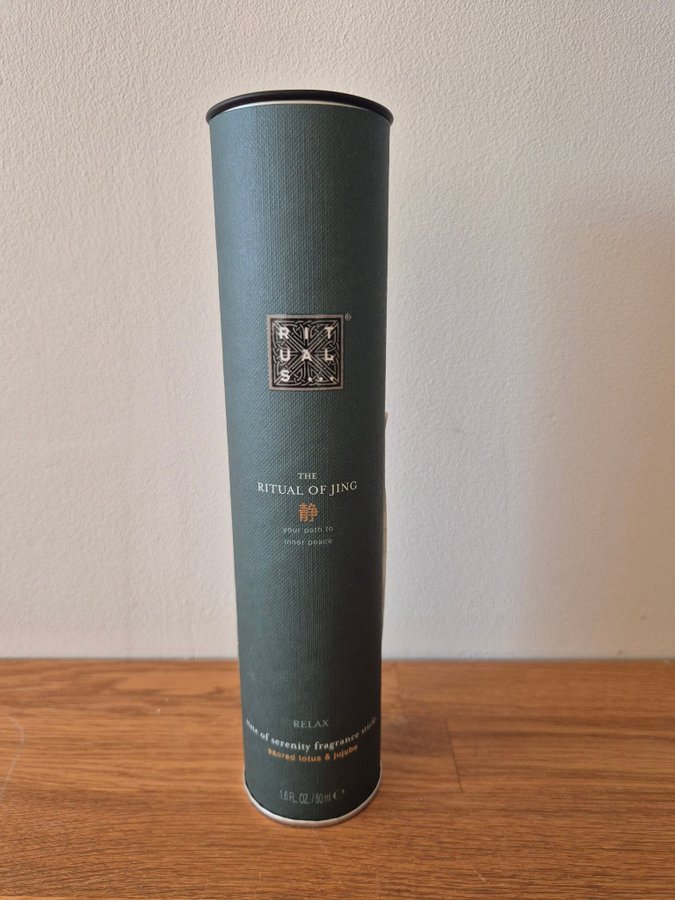 RIT
UAL
S...
®
THE
RITUAL OF JING
静
your path to
inner peace
RELAX
state of serenity fragrance sticks
sacred lotus & jujube
1.6 FL. OZ. / 50 ml ℮